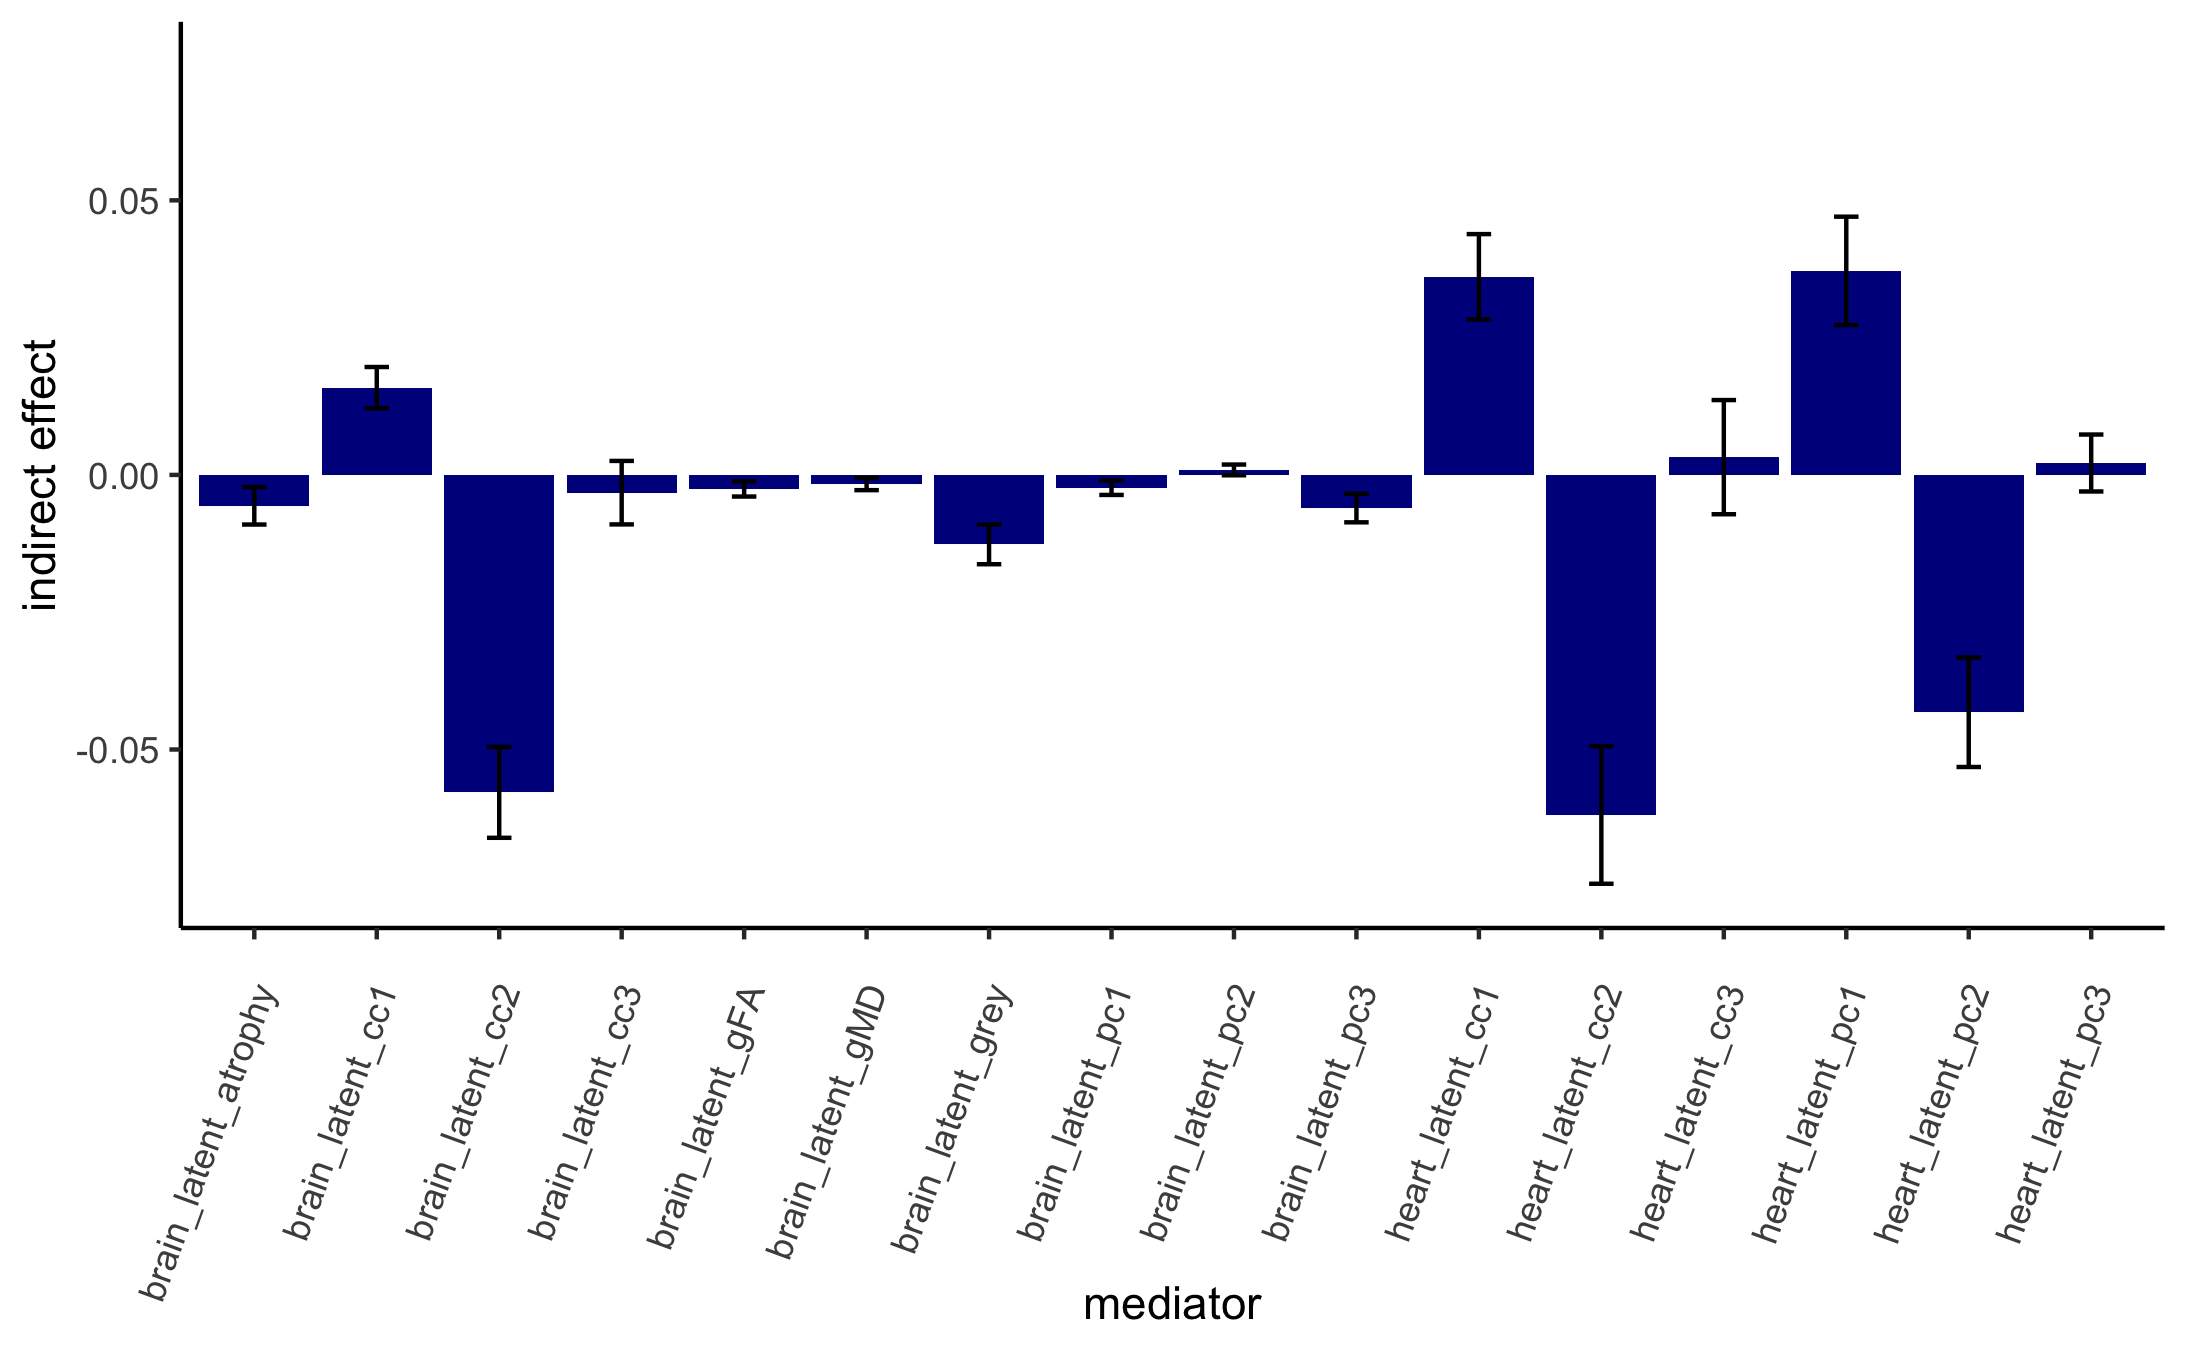 indirect effect
0.05
0.00
-0.05
brain_latent_atrophy
brain_latent_cc1
brain_latent_cc2
brain_latent_cc3
brain_latent_gFA
brain_latent_gMD
brain_latent_grey
brain_latent_pc1
brain_latent_pc2
brain_latent_pc3
heart_latent_cc1
heart_latent_cc2
heart_latent_cc3
heart_latent_pc1
heart_latent_pc2
heart_latent_pc3
mediator